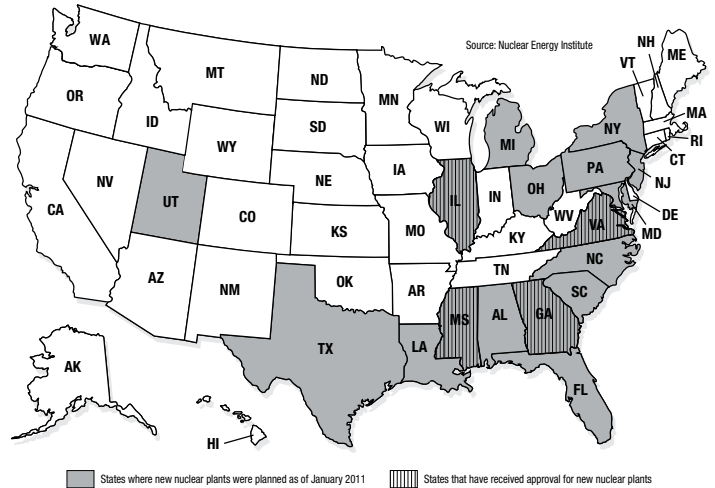 Source: Nuclear Energy Institute
WA
MT
ND
MN
VT
NH
ME
OR
ID
SD
WI
MI
NY
MA
RI
CT
WY
IA
PA
NJ
NV
UT
NE
IL
IN
OH
DE
MD
CA
CO
KS
MO
WV
VA
KY
NC
AZ
NM
OK
AR
TN
SC
TX
LA
MS
AL
GA
FL
AK
HI
States where new nuclear plants were planned as of January 2011
States that have received approval for new nuclear plants